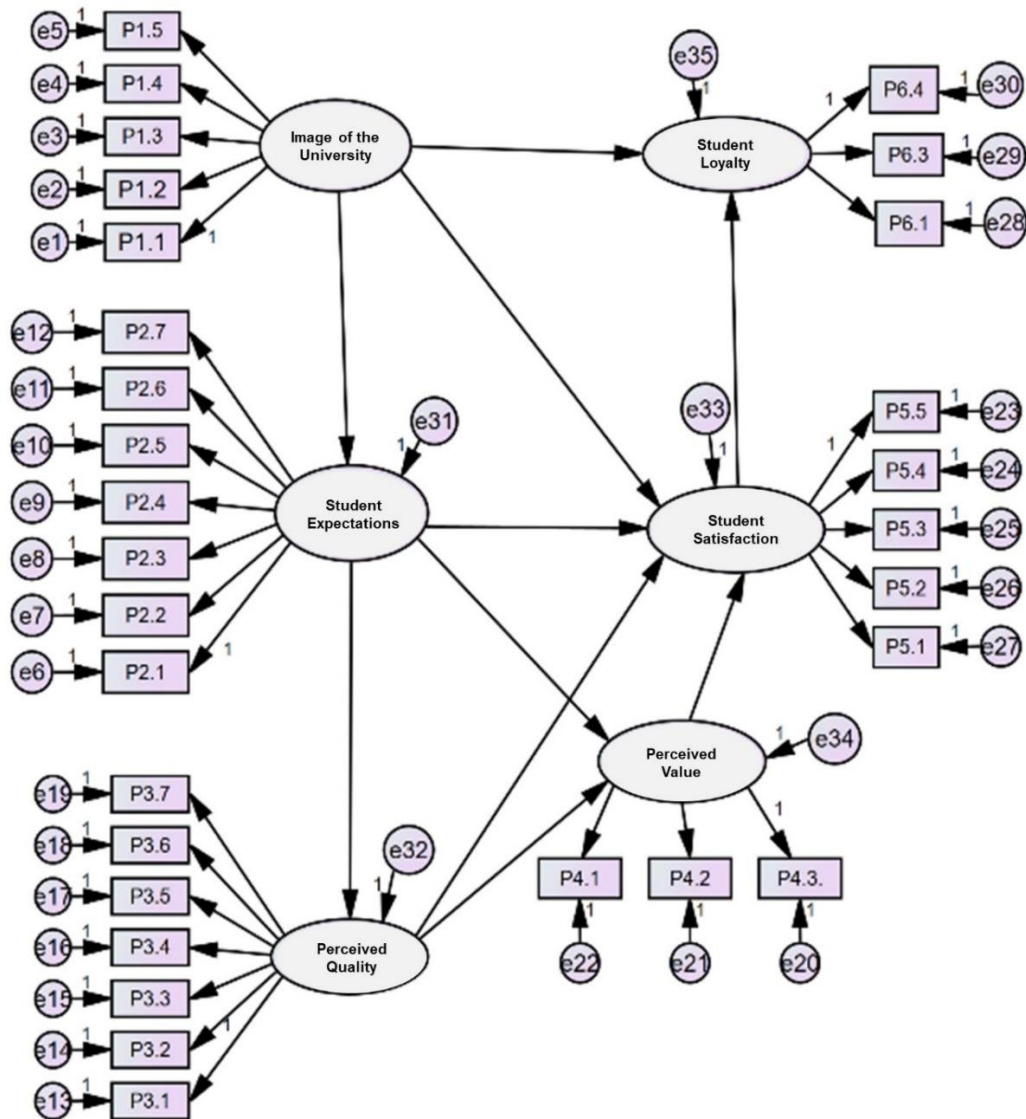 e5 1 P1.5
e4 1 P1.4
e3 1 P1.3
e2 1 P1.2
e1 1 P1.1 1
Image of the
University
e35
1
Student
Loyalty
1 P6.4 1 e30
P6.3 1 e29
P6.1 1 e28
e12 1 P2.7
e11 1 P2.6
e10 1 P2.5
e9 1 P2.4
e8 1 P2.3
e7 1 P2.2
e6 1 P2.1 1
e31
1
Student
Expectations
e33
1
Student
Satisfaction
1 P5.5 1 e23
P5.4 1 e24
P5.3 1 e25
P5.2 1 e26
P5.1 1 e27
e19 1 P3.7
e18 1 P3.6
e17 1 P3.5
e16 1 P3.4
e15 1 P3.3
e14 1 P3.2 1
e13 1 P3.1
e32
1
Perceived
Quality
Perceived
Value
1 e34
1
P4.1 P4.2 P4.3.
1 1 1
e22 e21 e20